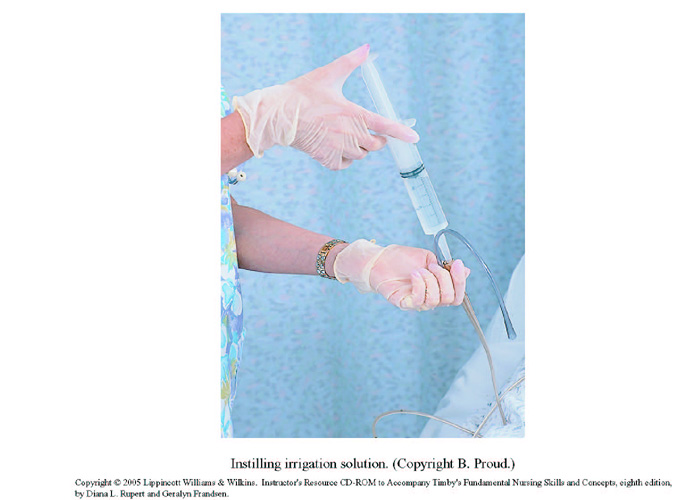 Instilling irrigation solution. (Copyright B. Proud.)
Copyright © 2005 Lippincott Williams & Wilkins. Instructor's Resource CD-ROM to Accompany Timby's Fundamental Nursing Skills and Concepts, eighth edition,
by Diana L. Rupert and Geralyn Frandsen.